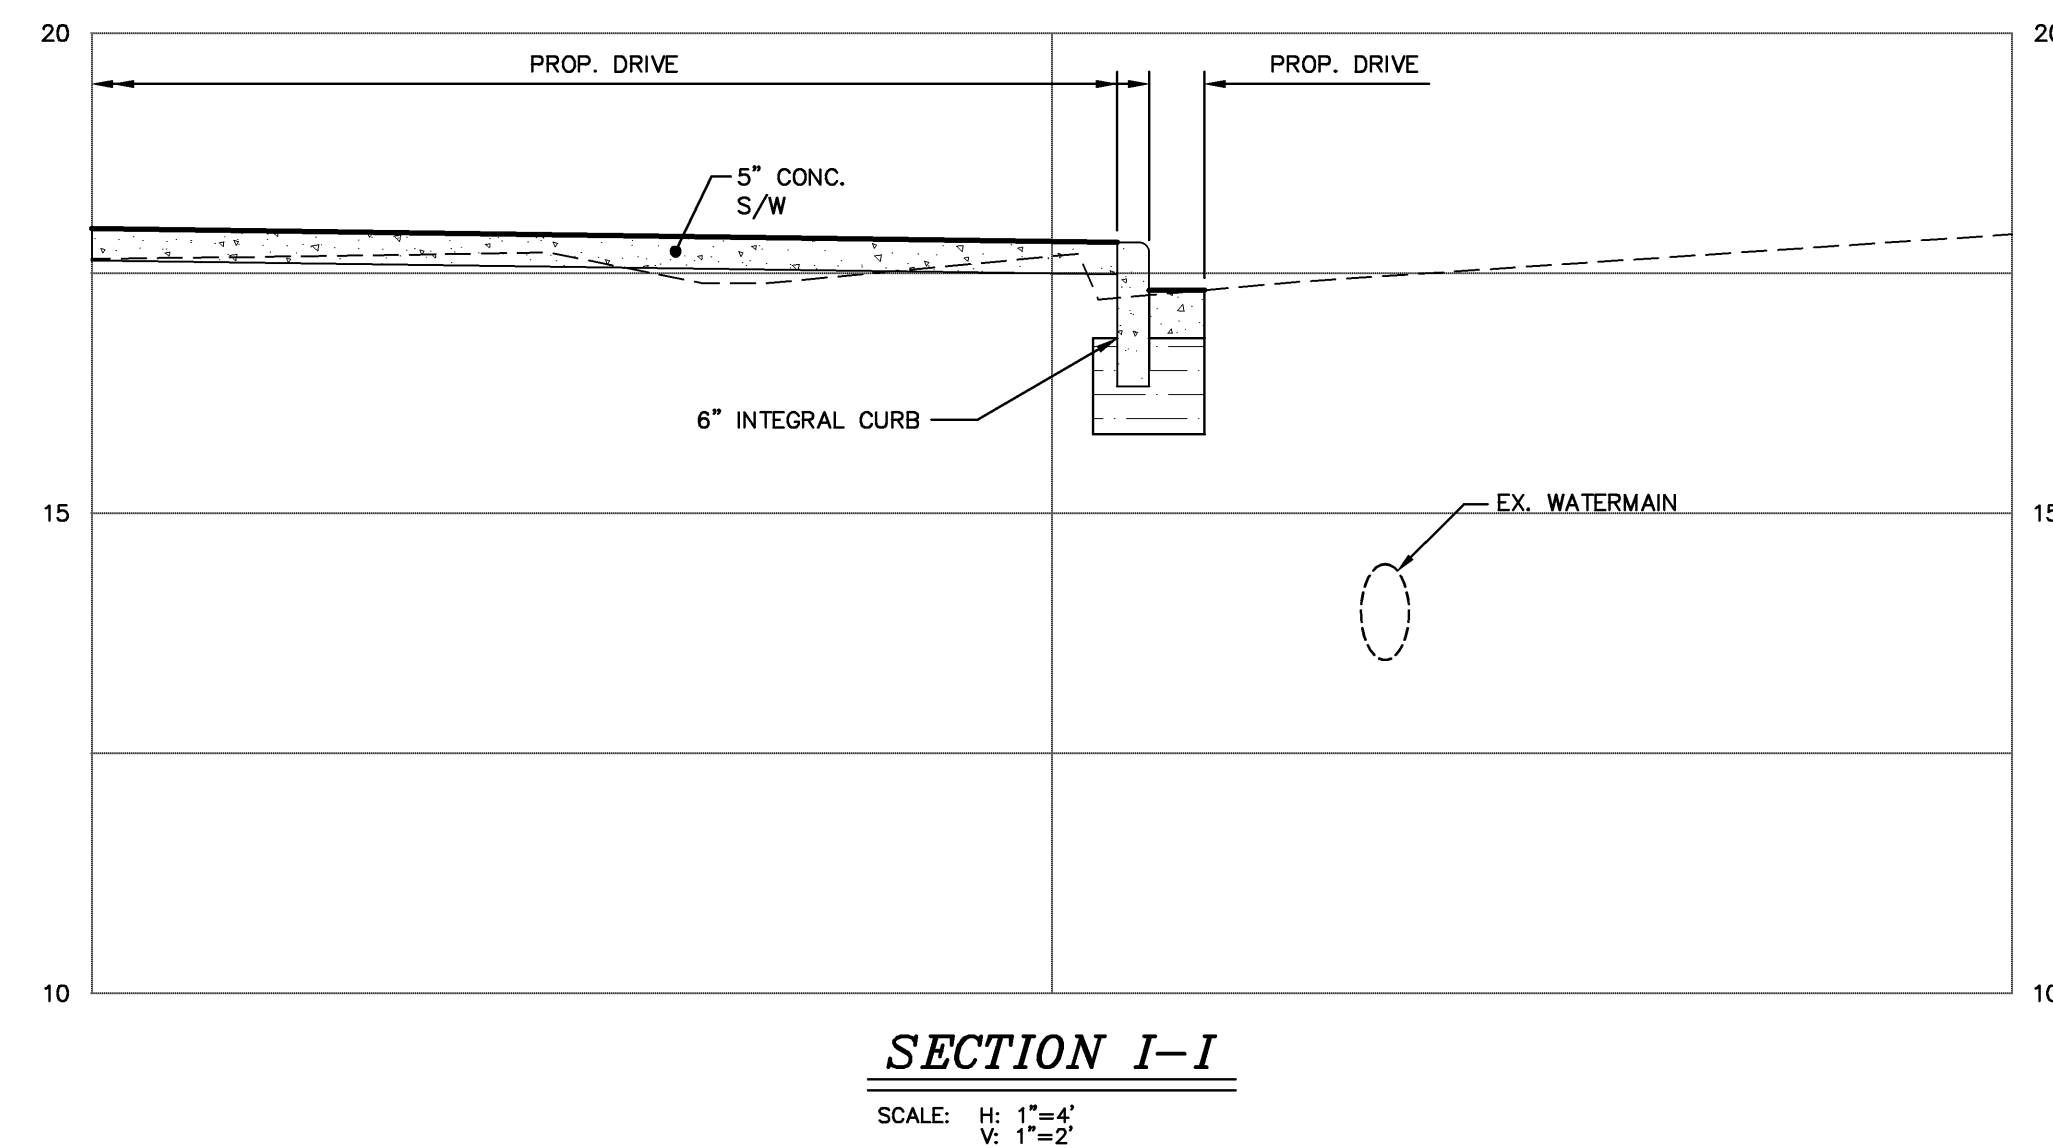 20
20
PROP. DRIVE
PROP. DRIVE
5” CONC.
S/W
6” INTEGRAL CURB
15
15
EX. WATERMAIN
10
10
SECTION I-I
SCALE: H: 1”=4’
V: 1”=2’